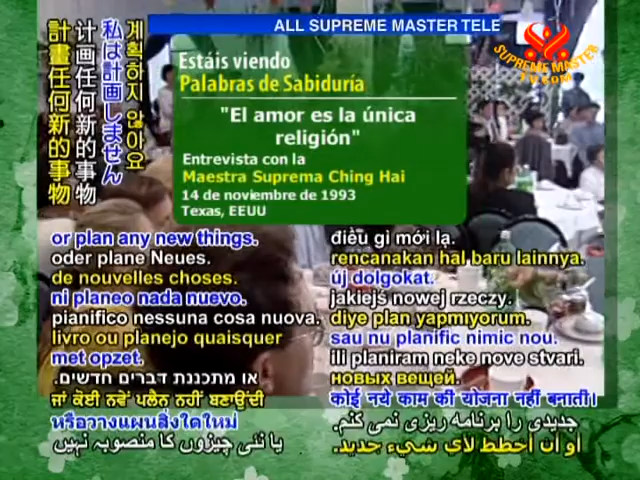 ALL SUPREME MASTER TELE
SUPREME MASTER
TV.COM
계획하지 않아요
私は計画しません
计画任何新的事物
計畫任何新的事物
Estáis viendo
Palabras de Sabiduría
"El amor es la única
religión"
Entrevista con la
Maestra Suprema Ching Hai
14 de noviembre de 1993
Texas, EEUU
or plan any new things.
oder plane Neues.
de nouvelles choses.
ni planeo nada nuevo.
pianifico nessuna cosa nuova.
livro ou planejo quaisquer
met opzet.
או מתכננת דברים חדשים.
ਜਾਂ ਕੋਈ ਨਵੇਂ ਪਲੈਨ ਨਹੀਂ ਬਣਾਉਂਦੀ
หรือวางแผนสิ่งใดใหม่
یا نئی چیزوں کا منصوبہ نہیں
điều gì mới lạ.
rencanakan hal baru lainnya.
új dolgokat.
jakiejś nowej rzeczy.
diye plan yapmıyorum.
sau nu planific nimic nou.
ili planiram neke nove stvari.
новых вещей.
कोई नये काम की योजना नहीं बनाती।
جدیدی را برنامه ریزی نمی کنم.
أو أن أخطط لأي شيء جديد.